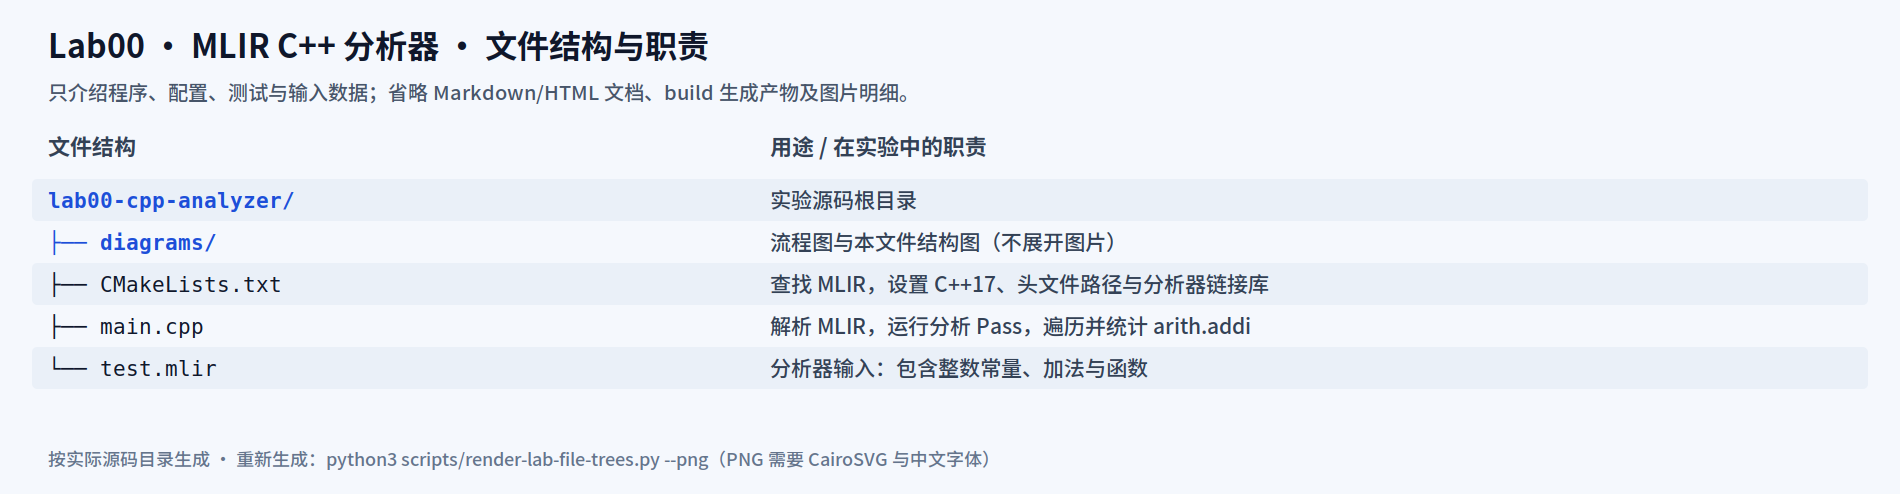 Lab00 · MLIR C++ 分析器 · 文件结构与职责
只介绍程序、配置、测试与输入数据；省略 Markdown/HTML 文档、build 生成产物及图片明细。
文件结构 用途 / 在实验中的职责
lab00-cpp-analyzer/ 实验源码根目录
├── diagrams/ 流程图与本文件结构图（不展开图片）
├── CMakeLists.txt 查找 MLIR，设置 C++17、头文件路径与分析器链接库
├── main.cpp 解析 MLIR，运行分析 Pass，遍历并统计 arith.addi
└── test.mlir 分析器输入：包含整数常量、加法与函数
按实际源码目录生成 · 重新生成：python3 scripts/render-lab-file-trees.py --png（PNG 需要 CairoSVG 与中文字体）